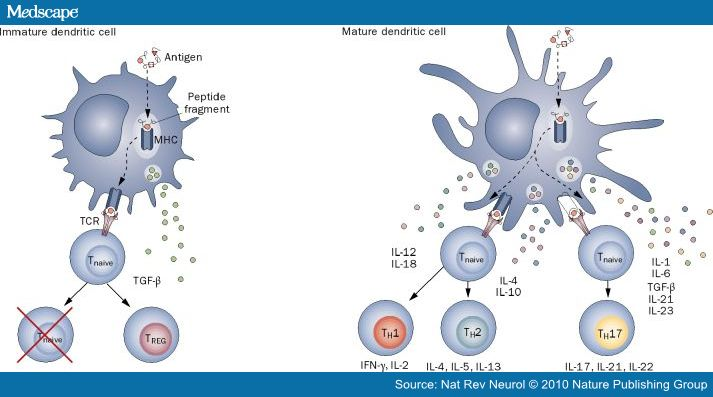 Medscape
Immature dendritic cell
Antigen
Peptide
fragment
MHC
TCR
Tnaive
TGF-β
Tnaive
TREG
Mature dendritic cell
IL-12
IL-18
Tnaive
IL-4
IL-10
Tnaive
IL-1
IL-6
TGF-β
IL-21
IL-23
TH1
TH2
TH17
IFN-γ, IL-2
IL-4, IL-5, IL-13
IL-17, IL-21, IL-22
Source: Nat Rev Neurol © 2010 Nature Publishing Group